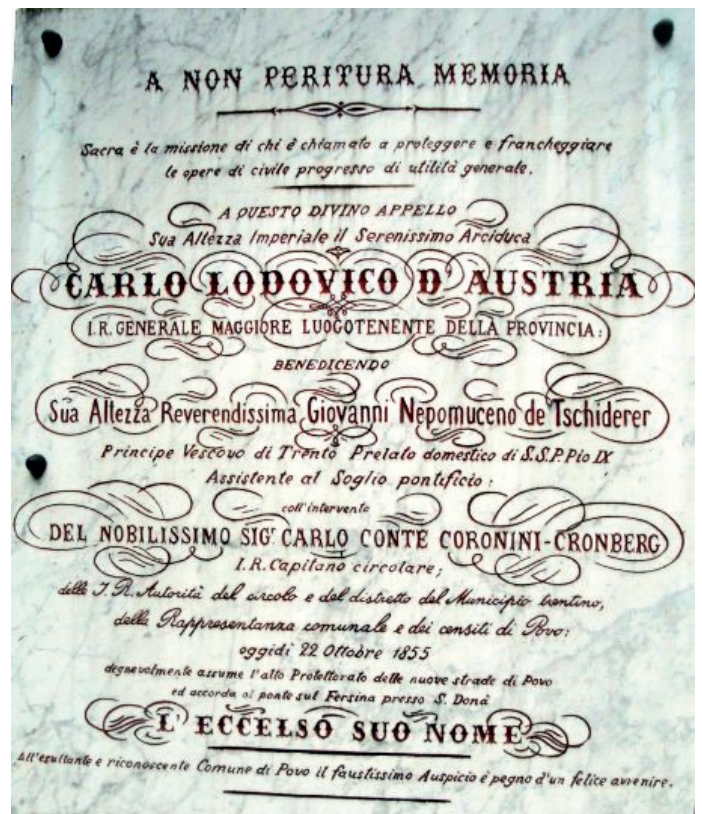 A NON PERITURA MEMORIA
Sacra è la missione di chi è chiamato a proteggere e francheggiare
le opere di civile progresso di utilità generale.
A QUESTO DIVINO APPELLO
Sua Altezza Imperiale il Serenissimo Arciduca
CARLO LODOVICO D' AUSTRIA
I.R. GENERALE MAGGIORE LUOGOTENENTE DELLA PROVINCIA:
BENEDICENDO
Sua Altezza Reverendissima Giovanni Nepomuceno de Tschiderer
Principe Vescovo di Trento Prelato domestico di S.S.P.Pio IX
Assistente al Soglio pontificio:
coll'intervento
DEL NOBILISSIMO SIGr. CARLO CONTE CORONINI-CRONBERG
I.R. Capitano circolare;
delle I.R. Autorità del circolo e del distretto del Municipio trentino,
della Rappresentanza comunale e dei censiti di Povo:
oggidì 22 Ottobre 1855
degnevolmente assume l'alto Protettorato delle nuove strade di Povo
ed accorda al ponte sul Fersina presso S. Donà
L' ECCELSO SUO NOME
All'esultante e riconoscente Comune di Povo il faustissimo Auspicio è pegno d'un felice avvenire.